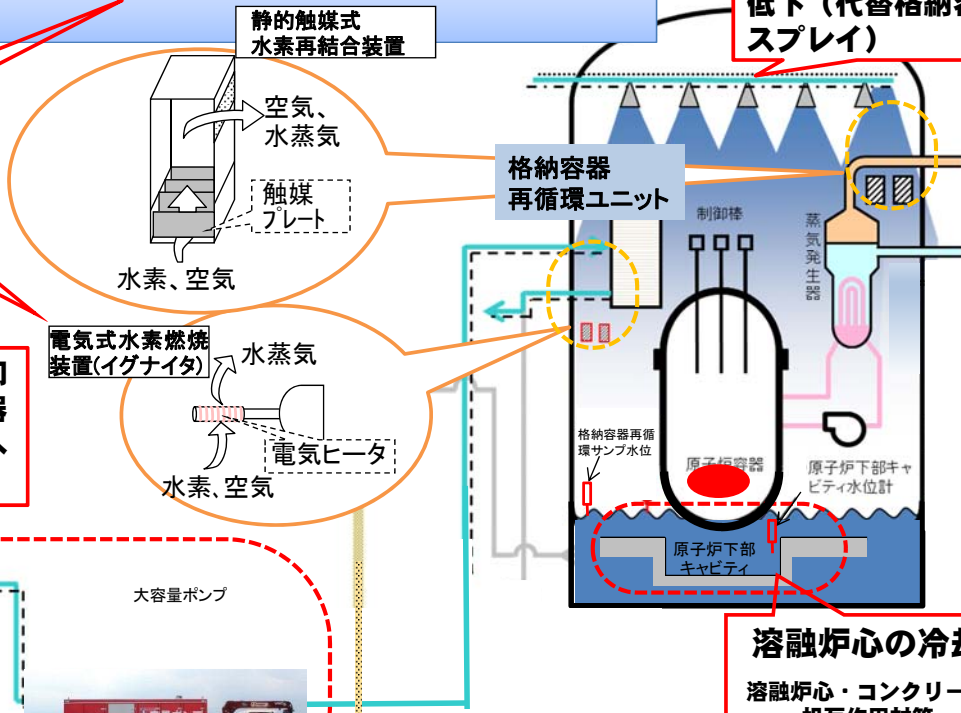 静的触媒式
水素再結合装置
低下（代替格納容
スプレイ）
空気、
水蒸気
触媒
プレート
水素、空気
格納容器
再循環ユニット
制御棒
蒸気発生器
電気式水素燃焼
装置(イグナイタ)
水蒸気
電気ヒータ
水素、空気
器
格納容器再循
環サンプ水位
原子炉容器
原子炉下部キャ
ビティ水位計
原子炉下部
キャビティ
大容量ポンプ
溶融炉心の冷却
溶融炉心・コンクリー